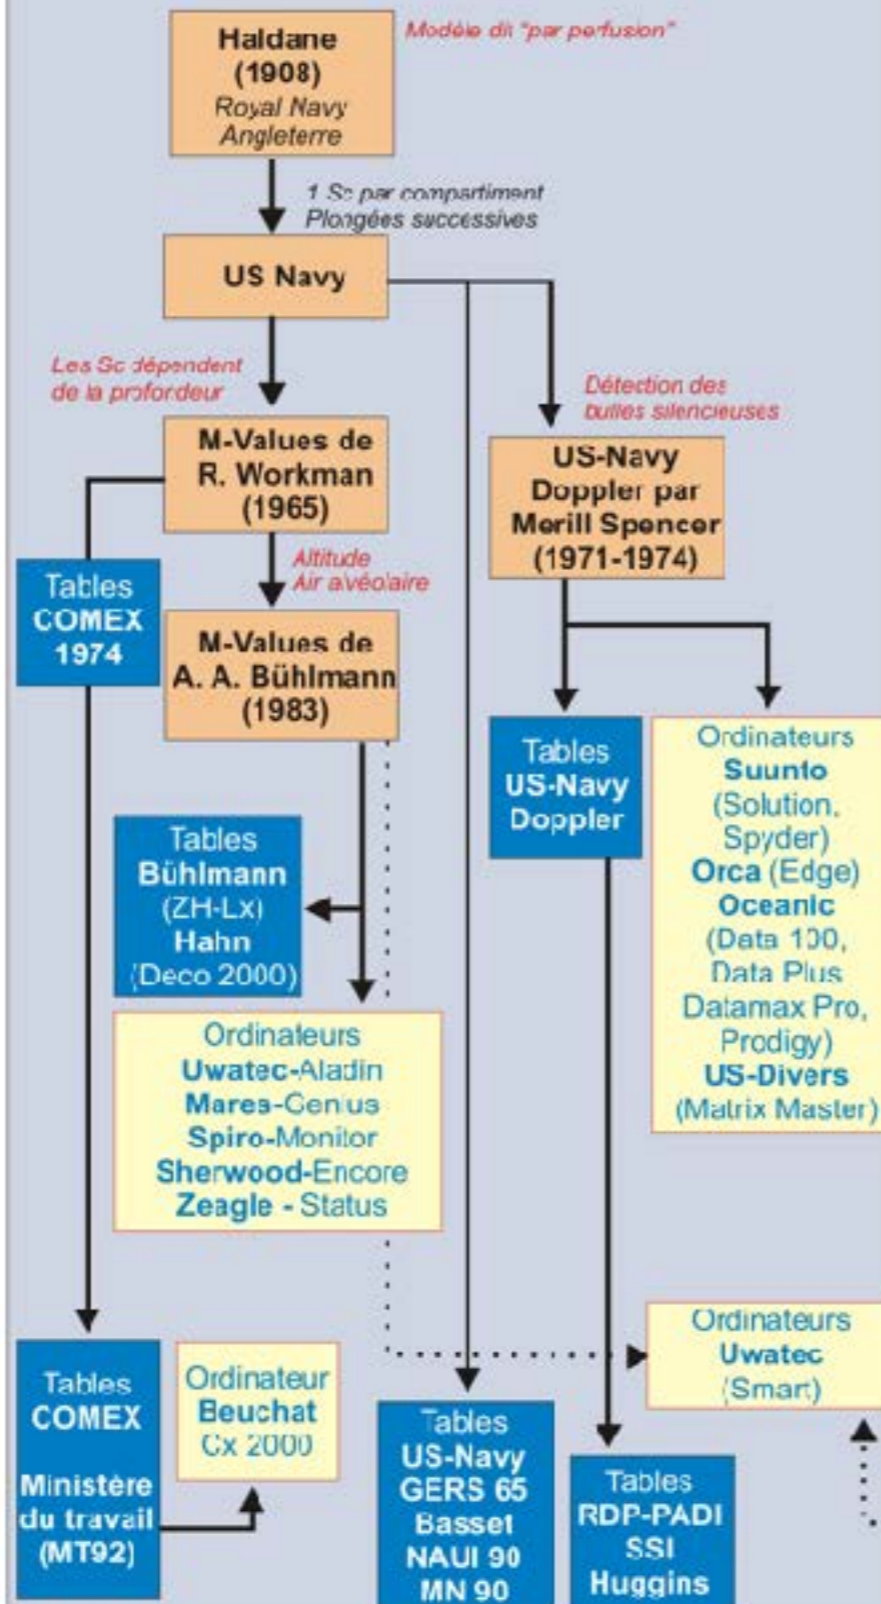 Haldane
(1908)
Royal Navy
Angleterre
Modèle dit "par perfusion"
1 Sc par compartiment
Plongées successives
US Navy
Les Sc dépendent
de la profordeur
Détection des
bulles silencieuses
M-Values de
R. Workman
(1965)
US-Navy
Doppler par
Merill Spencer
(1971-1974)
Altitude
Air alvéolaire
Tables
COMEX
1974
M-Values de
A. A. Bühlmann
(1983)
Tables
US-Navy
Doppler
Ordinateurs
Suunto
(Solution,
Spyder)
Orca (Edge)
Oceanic
(Data 100,
Data Plus
Datamax Pro,
Prodigy)
US-Divers
(Matrix Master)
Tables
Bühlmann
(ZH-Lx)
Hahn
(Deco 2000)
Ordinateurs
Uwatec-Aladin
Mares-Genius
Spiro-Monitor
Sherwood-Encore
Zeagle - Status
Ordinateurs
Uwatec
(Smart)
Tables
COMEX
Ministère
du travail
(MT92)
Ordinateur
Beuchat
Cx 2000
Tables
US-Navy
GERS 65
Basset
NAUI 90
MN 90
Tables
RDP-PADI
SSI
Huggins